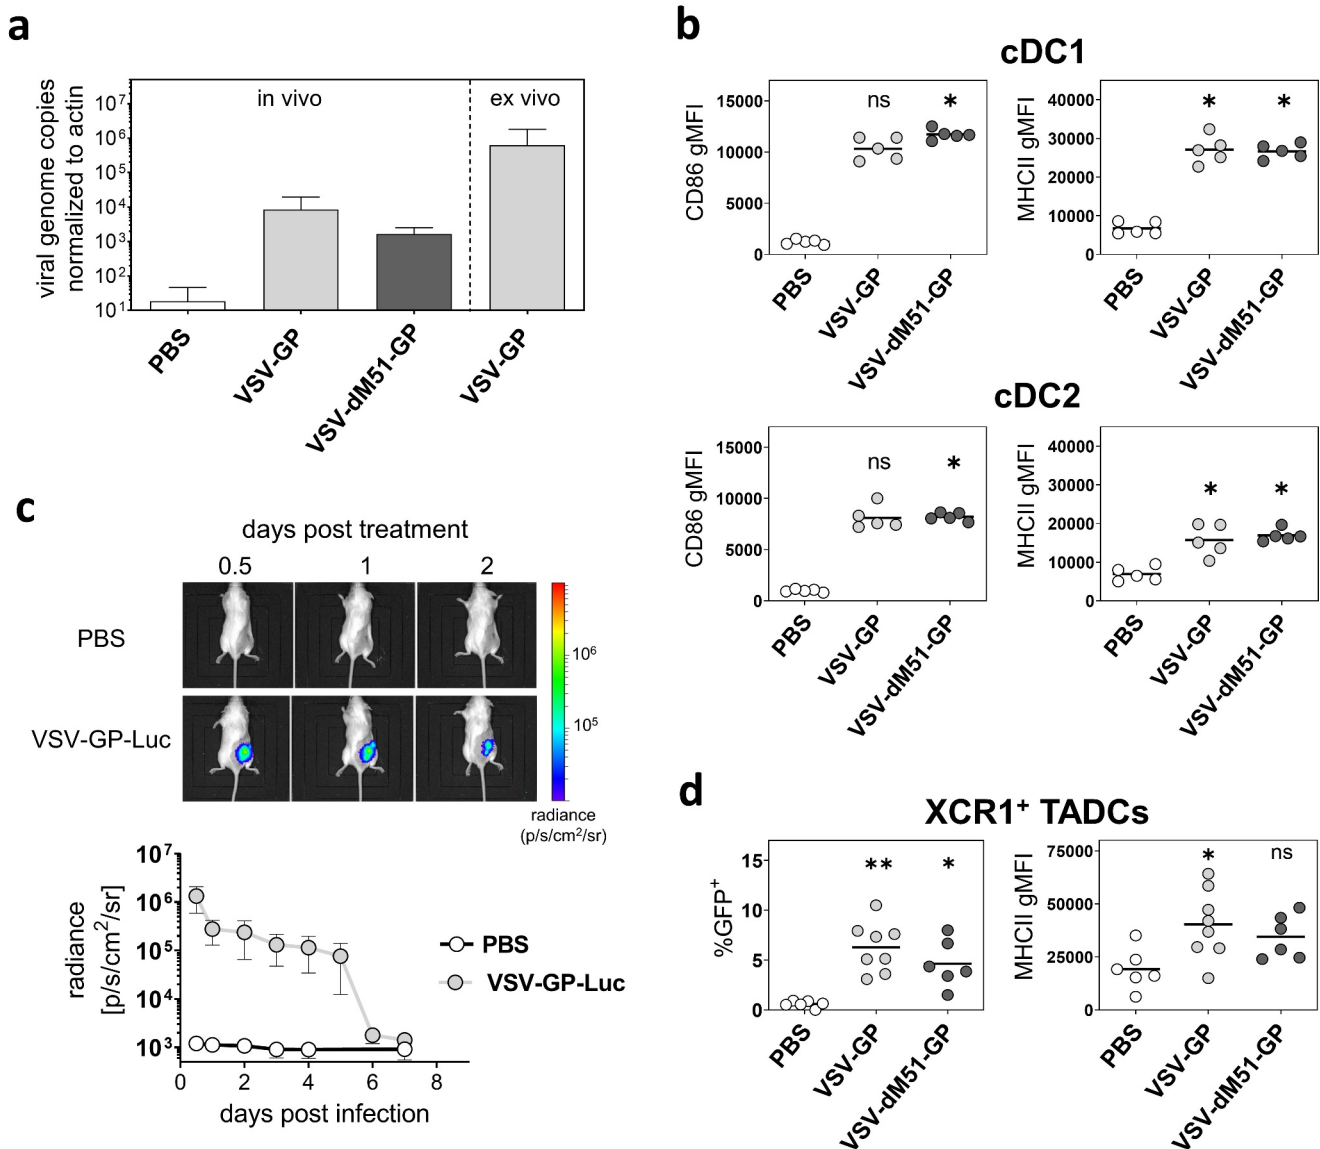 a
viral genome copies
normalized to actin
10⁷
10⁶
10⁵
10⁴
10³
10²
10¹
in vivo
ex vivo
PBS
VSV-GP
VSV-dM51-GP
VSV-GP
b
cDC1
CD86 gMFI
15000
10000
5000
0
ns
*
PBS
VSV-GP
VSV-dM51-GP
MHCII gMFI
40000
30000
20000
10000
0
*
*
PBS
VSV-GP
VSV-dM51-GP
cDC2
CD86 gMFI
15000
10000
5000
0
ns
*
PBS
VSV-GP
VSV-dM51-GP
MHCII gMFI
40000
30000
20000
10000
0
*
*
PBS
VSV-GP
VSV-dM51-GP
c
days post treatment
0.5 1 2
PBS
VSV-GP-Luc
10⁶
10⁵
radiance
(p/s/cm²/sr)
radiance
[p/s/cm²/sr]
10⁷
10⁶
10⁵
10⁴
10³
0 2 4 6 8
days post infection
PBS
VSV-GP-Luc
d
XCR1⁺ TADCs
%GFP⁺
15
10
5
0
**
*
PBS
VSV-GP
VSV-dM51-GP
MHCII gMFI
75000
50000
25000
0
*
ns
PBS
VSV-GP
VSV-dM51-GP